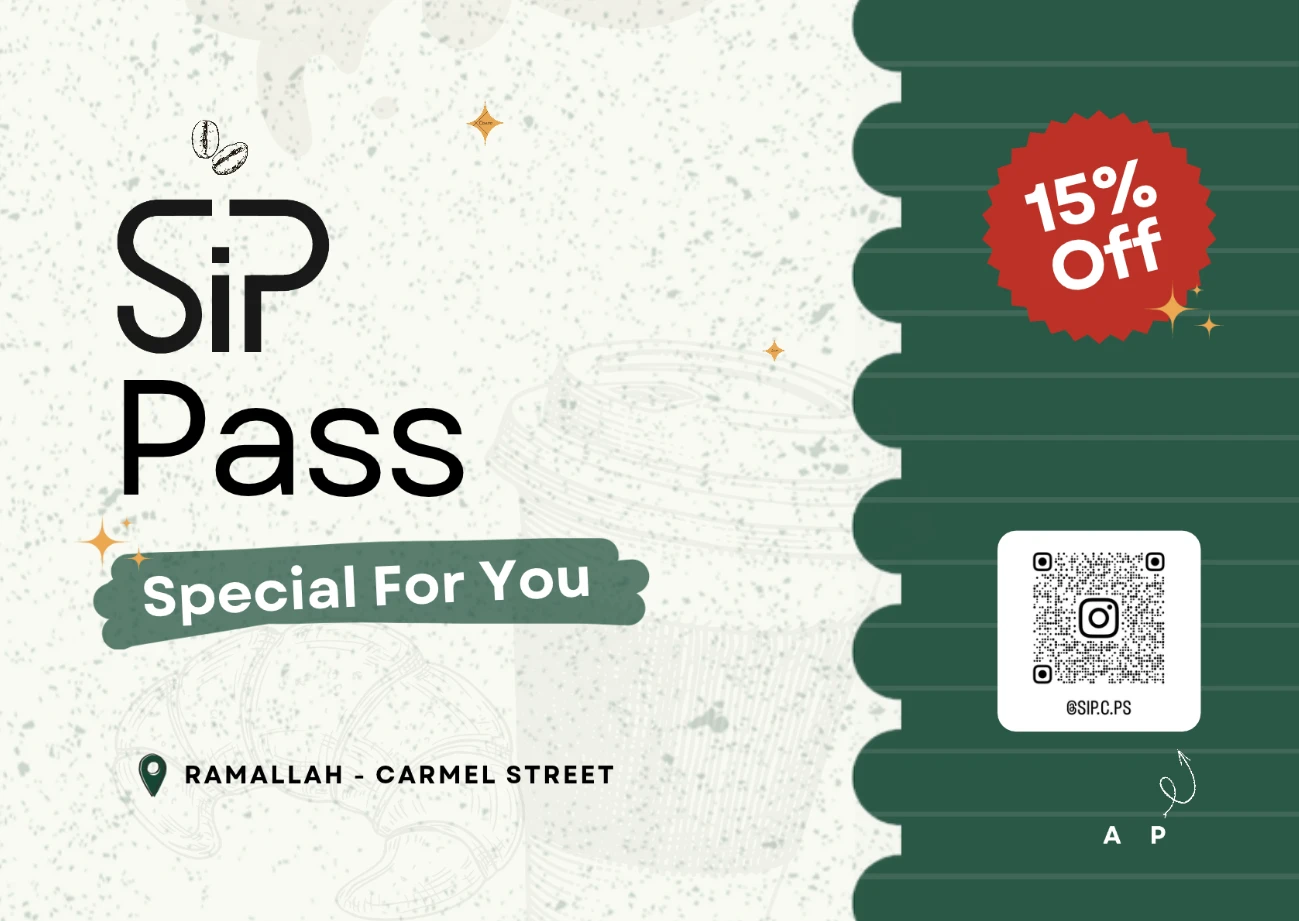 SiP
Pass
Special For You
RAMALLAH - CARMEL STREET
15%
Off
@SIP.C.PS
A P